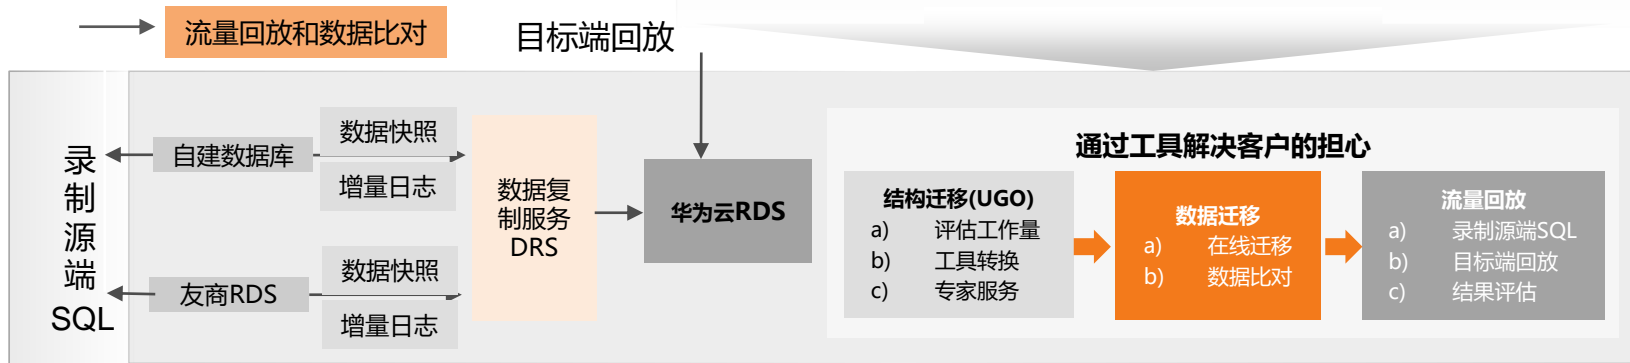 流量回放和数据比对
目标端回放
录
制
源
端
SQL
自建数据库
数据快照
增量日志
友商RDS
数据快照
增量日志
数据复
制服务
DRS
华为云RDS
通过工具解决客户的担心
结构迁移(UGO)
a) 评估工作量
b) 工具转换
c) 专家服务
数据迁移
a) 在线迁移
b) 数据比对
流量回放
a) 录制源端SQL
b) 目标端回放
c) 结果评估